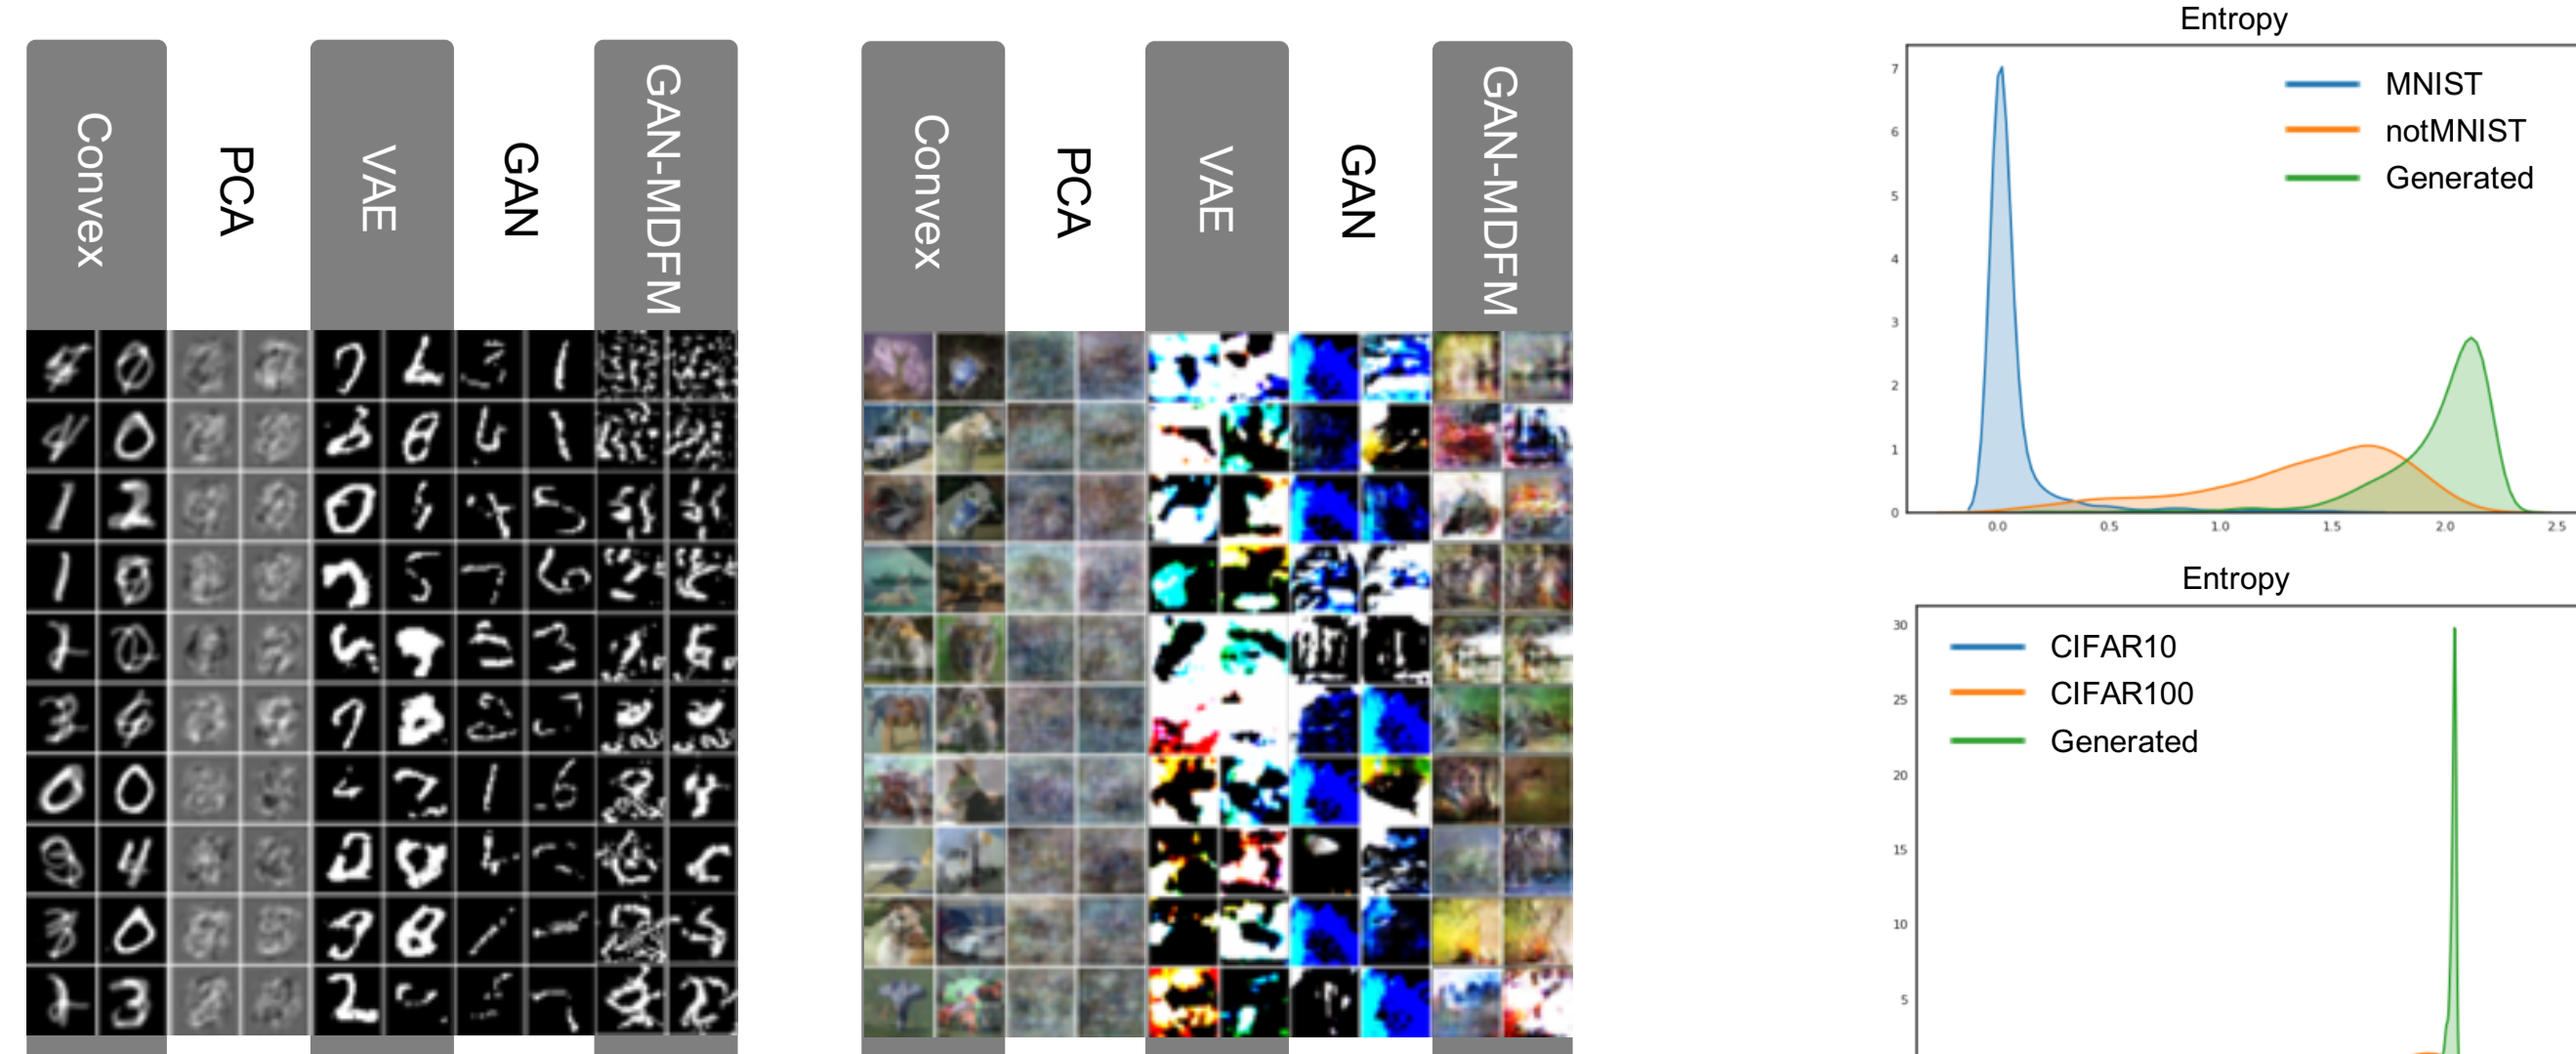 Convex
PCA
VAE
GAN
GAN-MDFM
Convex
PCA
VAE
GAN
GAN-MDFM
Entropy
MNIST
notMNIST
Generated
7
6
5
4
3
2
1
0
0.0 0.5 1.0 1.5 2.0 2.5
Entropy
CIFAR10
CIFAR100
Generated
30
25
20
15
10
5